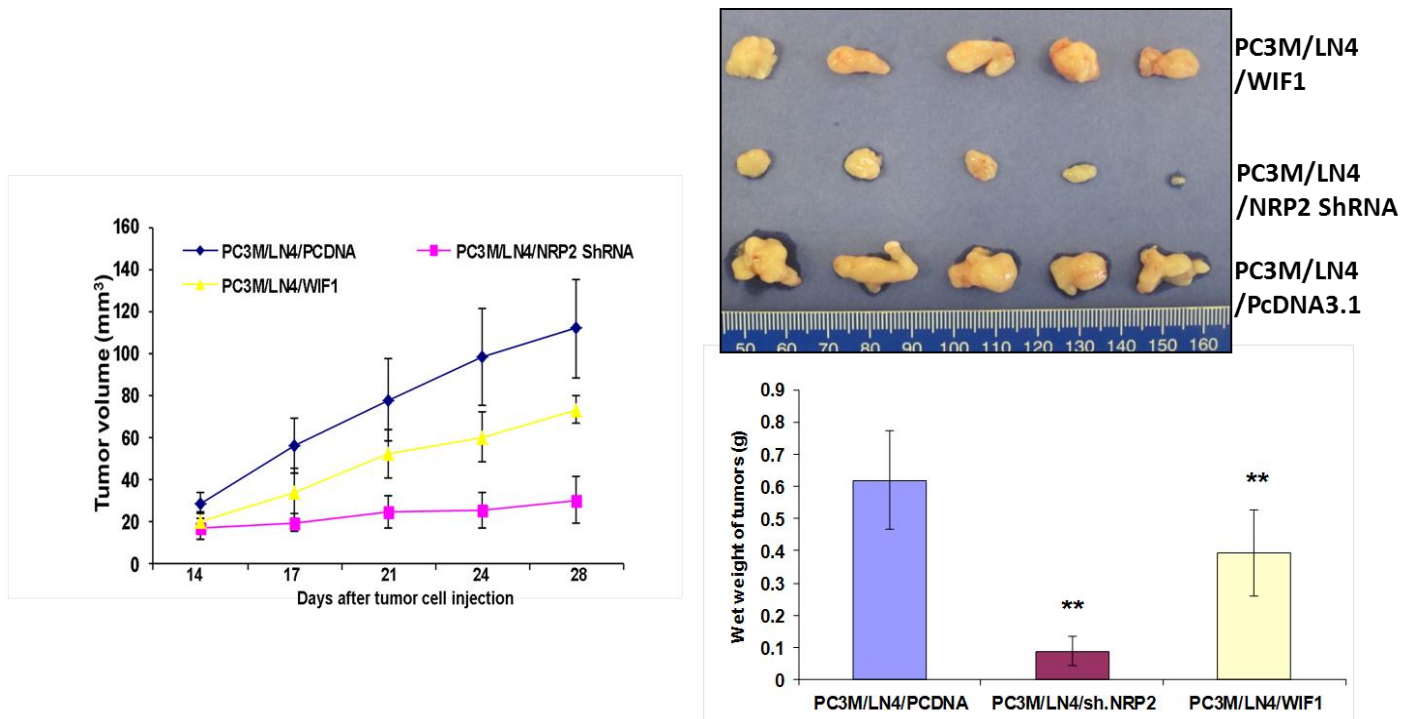 160
140
120
100
80
60
40
20
0
Tumor volume (mm³)
PC3M/LN4/PCDNA
PC3M/LN4/NRP2 ShRNA
PC3M/LN4/WIF1
14 17 21 24 28
Days after tumor cell injection
PC3M/LN4
/WIF1
PC3M/LN4
/NRP2 ShRNA
PC3M/LN4
/PcDNA3.1
50 60 70 80 90 100 110 120 130 140 150 160
0.9
0.8
0.7
0.6
0.5
0.4
0.3
0.2
0.1
0
Wet weight of tumors (g)
**
**
PC3M/LN4/PCDNA PC3M/LN4/sh.NRP2 PC3M/LN4/WIF1